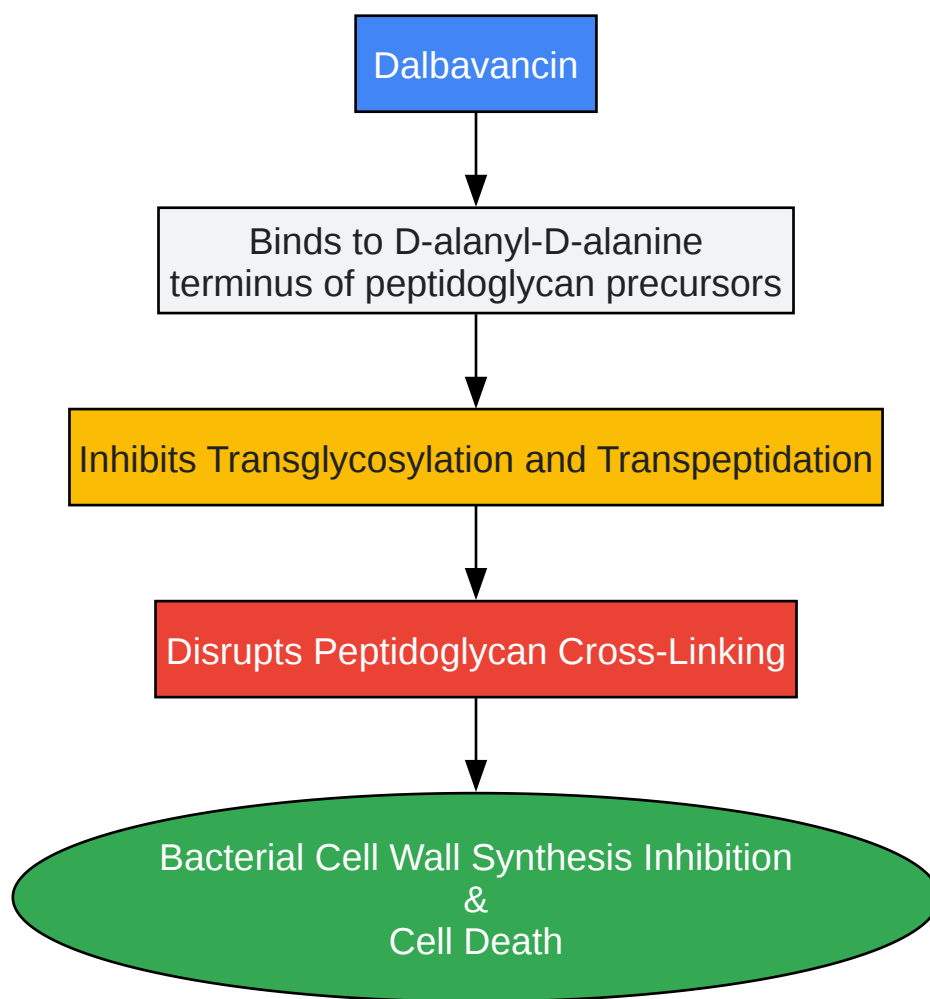 Dalbavancin
Binds to D-alanyl-D-alanine
terminus of peptidoglycan precursors
Inhibits Transglycosylation and Transpeptidation
Disrupts Peptidoglycan Cross-Linking
Bacterial Cell Wall Synthesis Inhibition
&
Cell Death